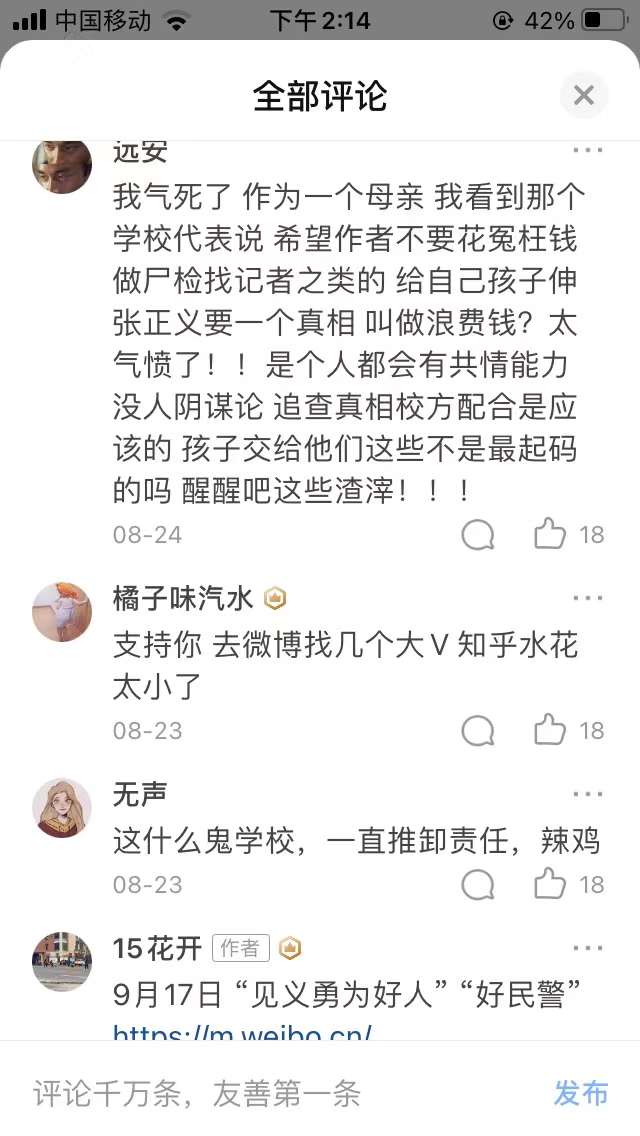 中国移动 下午2:14 42%
全部评论
远安
我气死了 作为一个母亲 我看到那个
学校代表说 希望作者不要花冤枉钱
做尸检找记者之类的 给自己孩子伸
张正义要一个真相 叫做浪费钱？太
气愤了！！是个人都会有共情能力
没人阴谋论 追查真相校方配合是应
该的 孩子交给他们这些不是最起码
的吗 醒醒吧这些渣滓！！！
08-24 18
橘子味汽水
支持你 去微博找几个大V 知乎水花
太小了
08-23 18
无声
这什么鬼学校，一直推卸责任，辣鸡
08-23 18
15花开 作者
9月17日 “见义勇为好人” “好民警”
https://m.weibo.cn/
评论千万条，友善第一条 发布